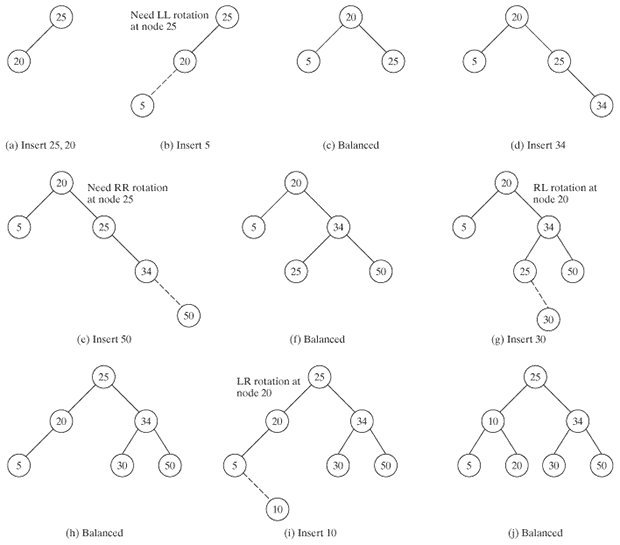 25
20
(a) Insert 25, 20
Need LL rotation
at node 25
25
20
5
(b) Insert 5
20
5
25
(c) Balanced
20
5
25
34
(d) Insert 34
20
Need RR rotation
at node 25
5
25
34
50
(e) Insert 50
20
5
34
25
50
(f) Balanced
20
RL rotation at
node 20
5
34
25
50
30
(g) Insert 30
25
20
34
5
30
50
(h) Balanced
LR rotation at
node 20
25
20
34
5
30
50
10
(i) Insert 10
25
10
34
5
20
30
50
(j) Balanced